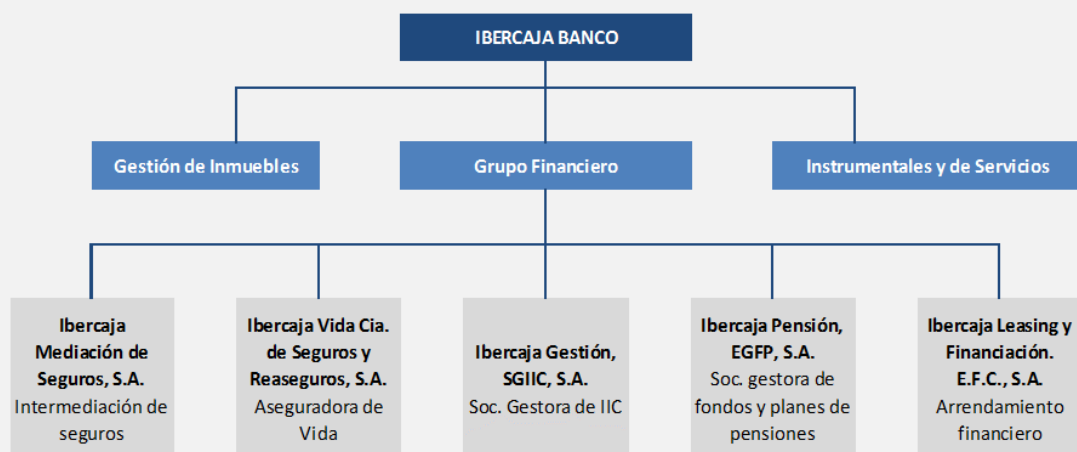 IBERCAJA BANCO
Gestión de Inmuebles
Grupo Financiero
Instrumentales y de Servicios
Ibercaja
Mediación de
Seguros, S.A.
Intermediación de
seguros
Ibercaja Vida Cia.
de Seguros y
Reaseguros, S.A.
Aseguradora de
Vida
Ibercaja Gestión,
SGIIC, S.A.
Soc. Gestora de IIC
Ibercaja Pensión,
EGFP, S.A.
Soc. gestora de
fondos y planes de
pensiones
Ibercaja Leasing y
Financiación.
E.F.C., S.A.
Arrendamiento
financiero